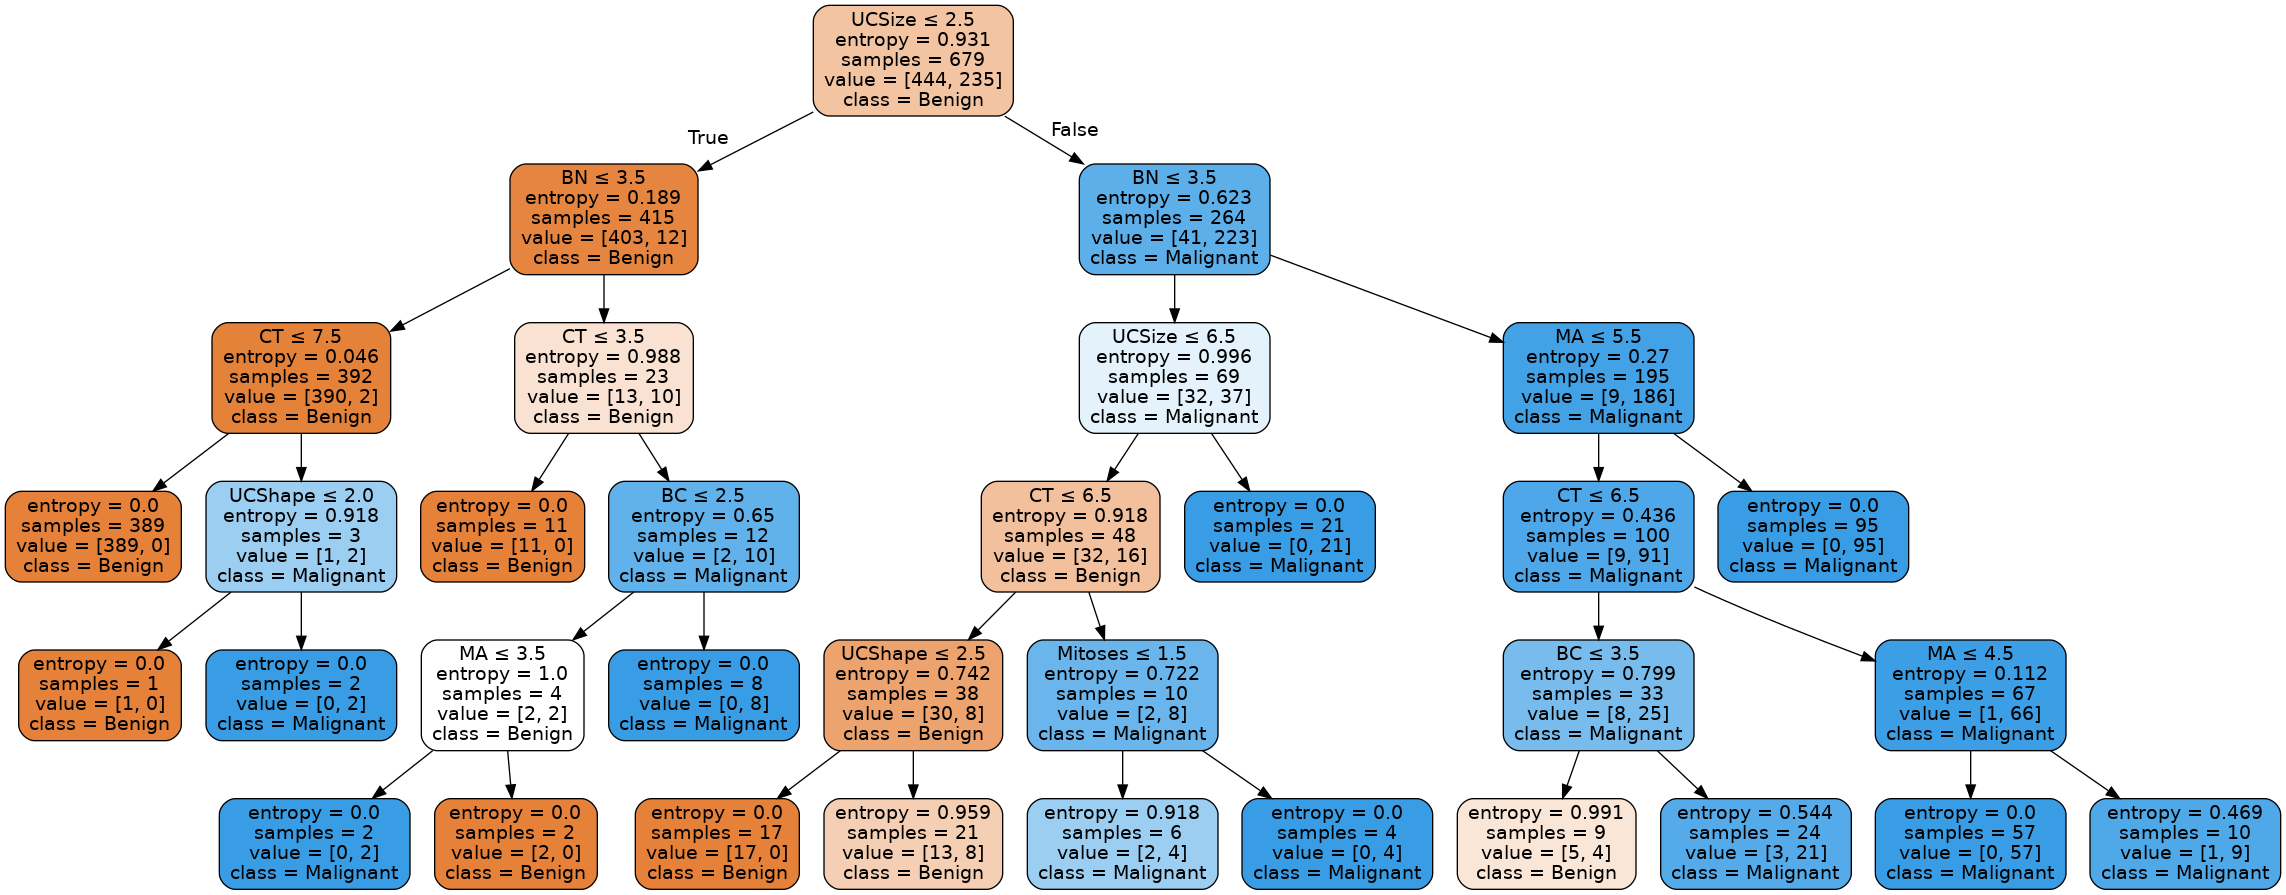 UCSize ≤ 2.5
entropy = 0.931
samples = 679
value = [444, 235]
class = Benign
True
False
BN ≤ 3.5
entropy = 0.189
samples = 415
value = [403, 12]
class = Benign
BN ≤ 3.5
entropy = 0.623
samples = 264
value = [41, 223]
class = Malignant
CT ≤ 7.5
entropy = 0.046
samples = 392
value = [390, 2]
class = Benign
CT ≤ 3.5
entropy = 0.988
samples = 23
value = [13, 10]
class = Benign
UCSize ≤ 6.5
entropy = 0.996
samples = 69
value = [32, 37]
class = Malignant
MA ≤ 5.5
entropy = 0.27
samples = 195
value = [9, 186]
class = Malignant
entropy = 0.0
samples = 389
value = [389, 0]
class = Benign
UCShape ≤ 2.0
entropy = 0.918
samples = 3
value = [1, 2]
class = Malignant
entropy = 0.0
samples = 11
value = [11, 0]
class = Benign
BC ≤ 2.5
entropy = 0.65
samples = 12
value = [2, 10]
class = Malignant
CT ≤ 6.5
entropy = 0.918
samples = 48
value = [32, 16]
class = Benign
entropy = 0.0
samples = 21
value = [0, 21]
class = Malignant
CT ≤ 6.5
entropy = 0.436
samples = 100
value = [9, 91]
class = Malignant
entropy = 0.0
samples = 95
value = [0, 95]
class = Malignant
entropy = 0.0
samples = 1
value = [1, 0]
class = Benign
entropy = 0.0
samples = 2
value = [0, 2]
class = Malignant
MA ≤ 3.5
entropy = 1.0
samples = 4
value = [2, 2]
class = Benign
entropy = 0.0
samples = 8
value = [0, 8]
class = Malignant
UCShape ≤ 2.5
entropy = 0.742
samples = 38
value = [30, 8]
class = Benign
Mitoses ≤ 1.5
entropy = 0.722
samples = 10
value = [2, 8]
class = Malignant
BC ≤ 3.5
entropy = 0.799
samples = 33
value = [8, 25]
class = Malignant
MA ≤ 4.5
entropy = 0.112
samples = 67
value = [1, 66]
class = Malignant
entropy = 0.0
samples = 2
value = [0, 2]
class = Malignant
entropy = 0.0
samples = 2
value = [2, 0]
class = Benign
entropy = 0.0
samples = 17
value = [17, 0]
class = Benign
entropy = 0.959
samples = 21
value = [13, 8]
class = Benign
entropy = 0.918
samples = 6
value = [2, 4]
class = Malignant
entropy = 0.0
samples = 4
value = [0, 4]
class = Malignant
entropy = 0.991
samples = 9
value = [5, 4]
class = Benign
entropy = 0.544
samples = 24
value = [3, 21]
class = Malignant
entropy = 0.0
samples = 57
value = [0, 57]
class = Malignant
entropy = 0.469
samples = 10
value = [1, 9]
class = Malignant